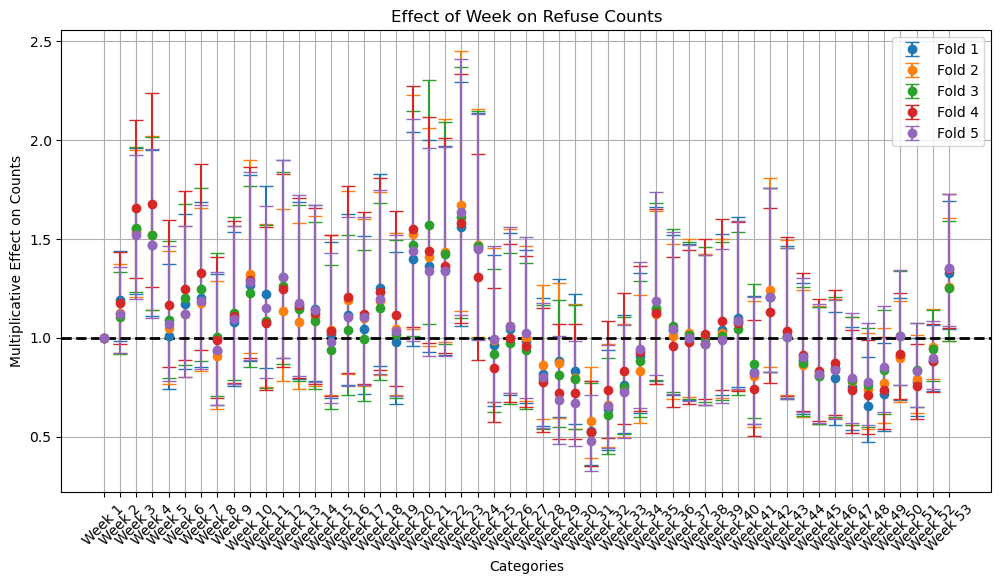 Effect of Week on Refuse Counts
Multiplicative Effect on Counts
2.5
2.0
1.5
1.0
0.5
Fold 1
Fold 2
Fold 3
Fold 4
Fold 5
Week 1
Week 2
Week 3
Week 4
Week 5
Week 6
Week 7
Week 8
Week 9
Week 10
Week 11
Week 12
Week 13
Week 14
Week 15
Week 16
Week 17
Week 18
Week 19
Week 20
Week 21
Week 22
Week 23
Week 24
Week 25
Week 26
Week 27
Week 28
Week 29
Week 30
Week 31
Week 32
Week 33
Week 34
Week 35
Week 36
Week 37
Week 38
Week 39
Week 40
Week 41
Week 42
Week 43
Week 44
Week 45
Week 46
Week 47
Week 48
Week 49
Week 50
Week 51
Week 52
Week 53
Categories